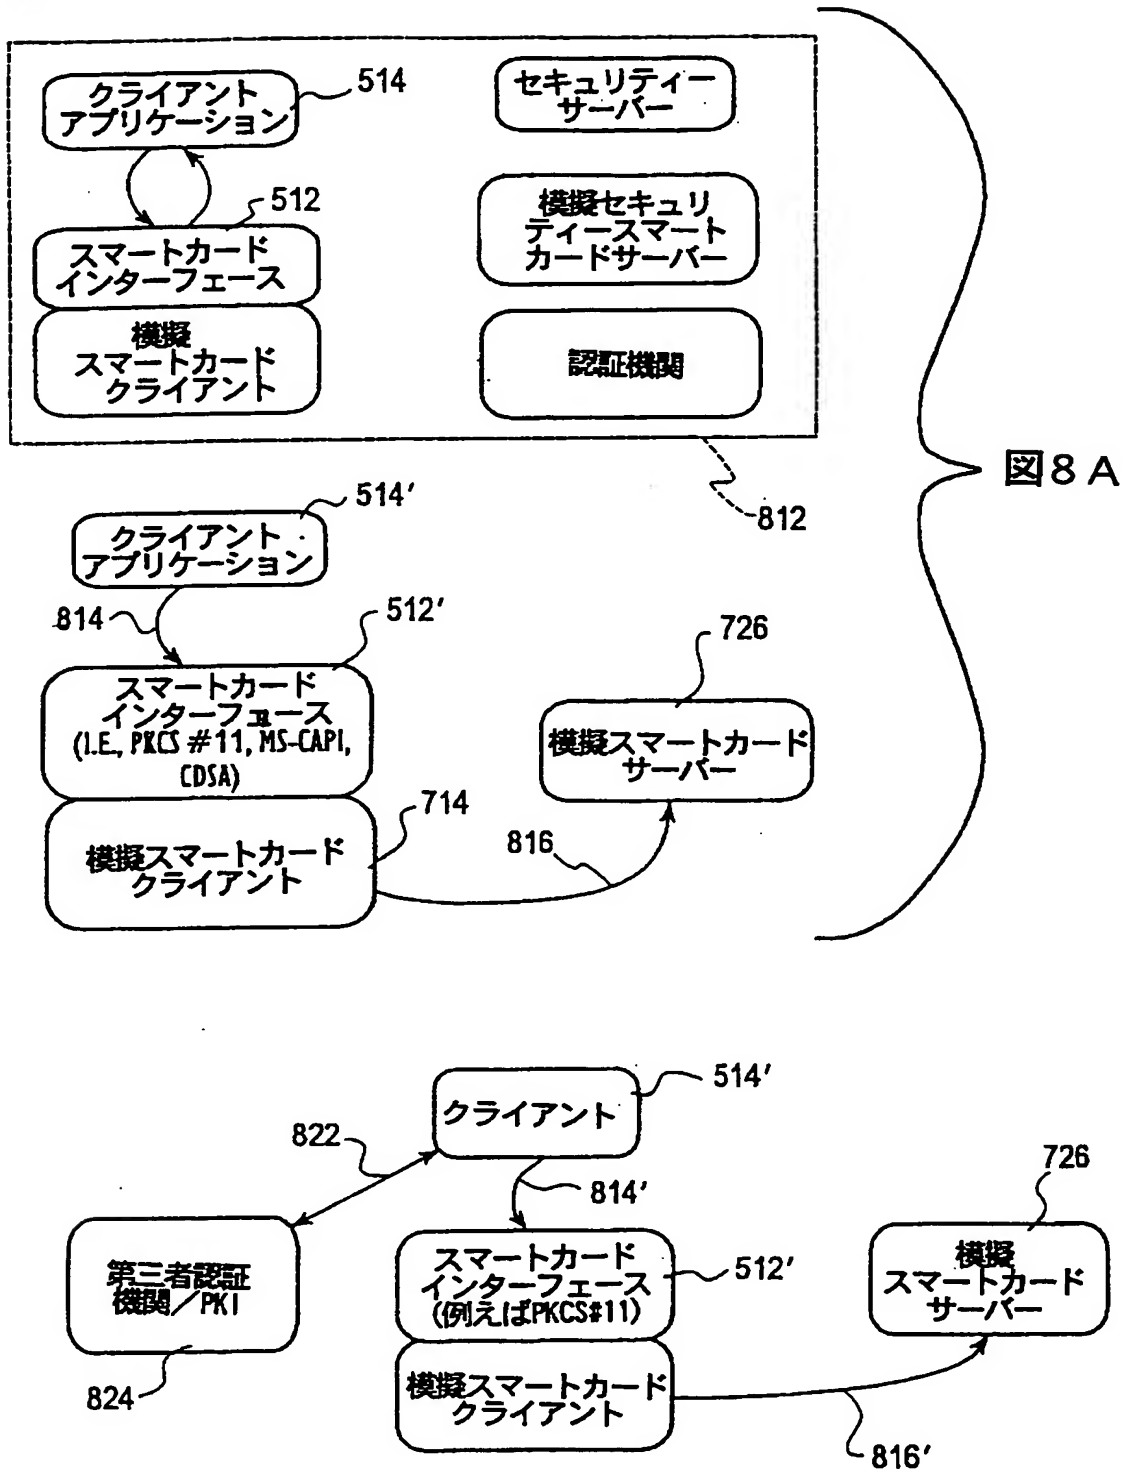 クライアント
アプリケーション
514
セキュリティー
サーバー
512
スマートカード
インターフェース
模擬セキュリ
ティースマート
カードサーバー
模擬
スマートカード
クライアント
認証機関
812
図8A
クライアント
アプリケーション
514′
814
512′
スマートカード
インターフェース
(I.E., PKCS #11, MS-CAPI,
CDSA)
726
模擬スマートカード
サーバー
714
模擬スマートカード
クライアント
816
クライアント
514′
822
814′
726
第三者認証
機関／PKI
824
スマートカード
インターフェース
(例えばPKCS#11)
512′
模擬
スマートカード
サーバー
模擬スマートカード
クライアント
816′